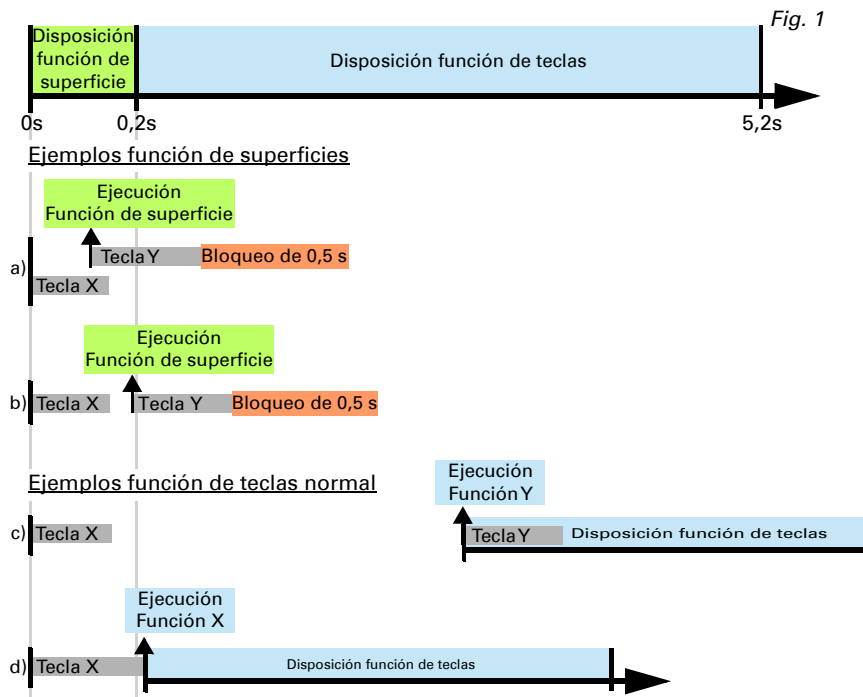 Fig. 1
Disposición
función de
superficie
Disposición función de teclas
0s
0,2s
5,2s
Ejemplos función de superficies
Ejecución
Función de superficie
a)
Tecla Y
Bloqueo de 0,5 s
Tecla X
Ejecución
Función de superficie
b)
Tecla X
Tecla Y
Bloqueo de 0,5 s
Ejemplos función de teclas normal
Ejecución
Función Y
c)
Tecla X
Tecla Y
Disposición función de teclas
Ejecución
Función X
d)
Tecla X
Disposición función de teclas